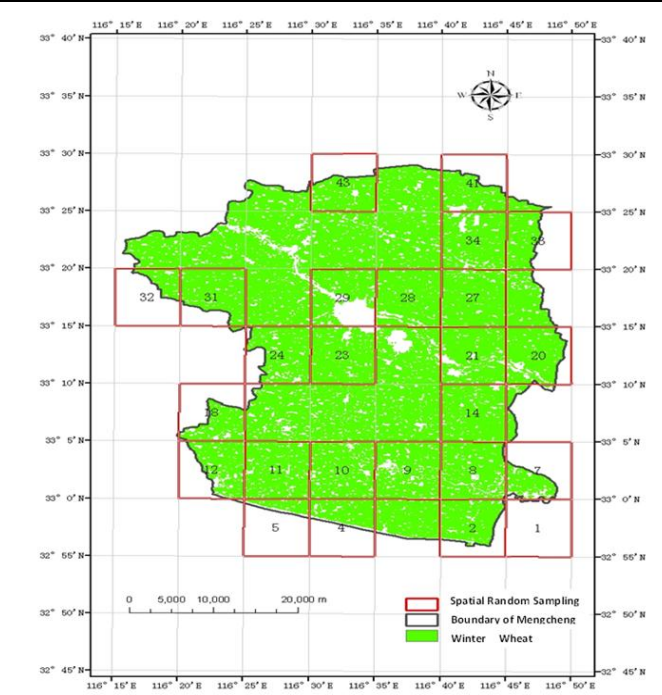 116° 15' E 116° 20' E 116° 25' E 116° 30' E 116° 35' E 116° 40' E 116° 45' E 116° 50' E
33° 40' N 33° 40' N
N
33° 35' N W E 33° 35' N
S
33° 30' N 33° 30' N
43 41
33° 25' N 33° 25' N
34 38
33° 20' N 33° 20' N
32 31 29 28 27
33° 15' N 33° 15' N
24 23 21 20
33° 10' N 33° 10' N
18 14
33° 5' N 33° 5' N
12 11 10 9 8 7
33° 0' N 33° 0' N
5 4 2 1
32° 55' N 32° 55' N
0 5,000 10,000 20,000 m
Spatial Random Sampling
32° 50' N Boundary of Mengcheng 32° 50' N
Winter Wheat
32° 45' N 32° 45' N
116° 15' E 116° 20' E 116° 25' E 116° 30' E 116° 35' E 116° 40' E 116° 45' E 116° 50' E